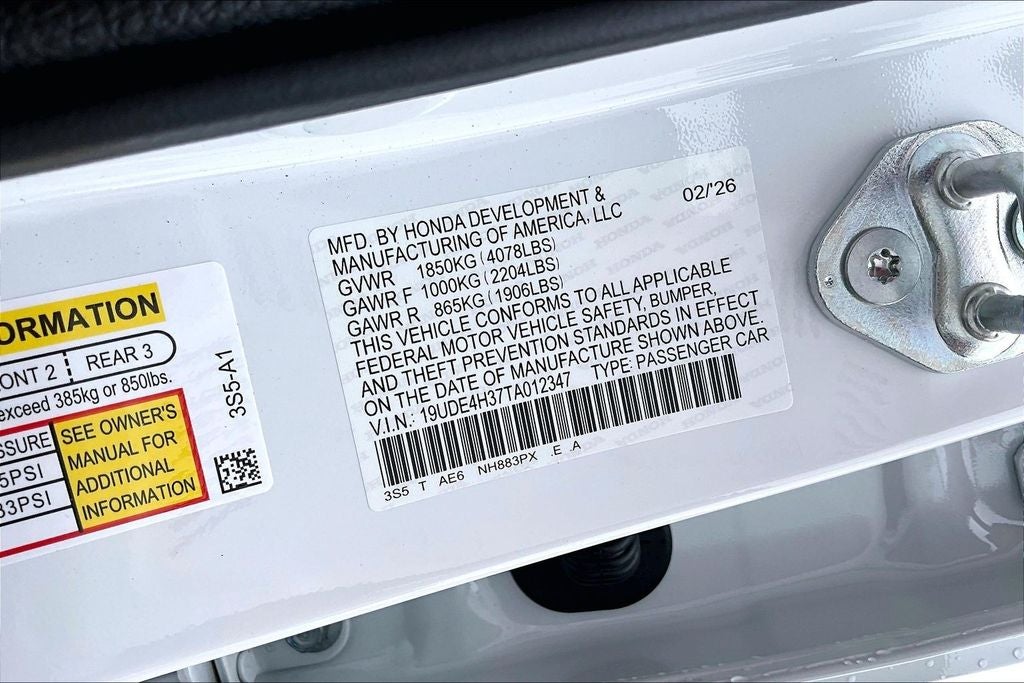 ORMATION
ONT 2 REAR 3
exceed 385kg or 850lbs.
SSURE
5PSI
33PSI
SEE OWNER'S
MANUAL FOR
ADDITIONAL
INFORMATION
3S5-A1
MFD. BY HONDA DEVELOPMENT & 02/'26
MANUFACTURING OF AMERICA, LLC
GVWR 1850KG (4078LBS)
GAWR F 1000KG (2204LBS)
GAWR R 865KG (1906LBS)
THIS VEHICLE CONFORMS TO ALL APPLICABLE
FEDERAL MOTOR VEHICLE SAFETY, BUMPER,
AND THEFT PREVENTION STANDARDS IN EFFECT
ON THE DATE OF MANUFACTURE SHOWN ABOVE.
V.I.N.: 19UDE4H37TA012347 TYPE: PASSENGER CAR
3S5 T AE6 NH883PX .E .A